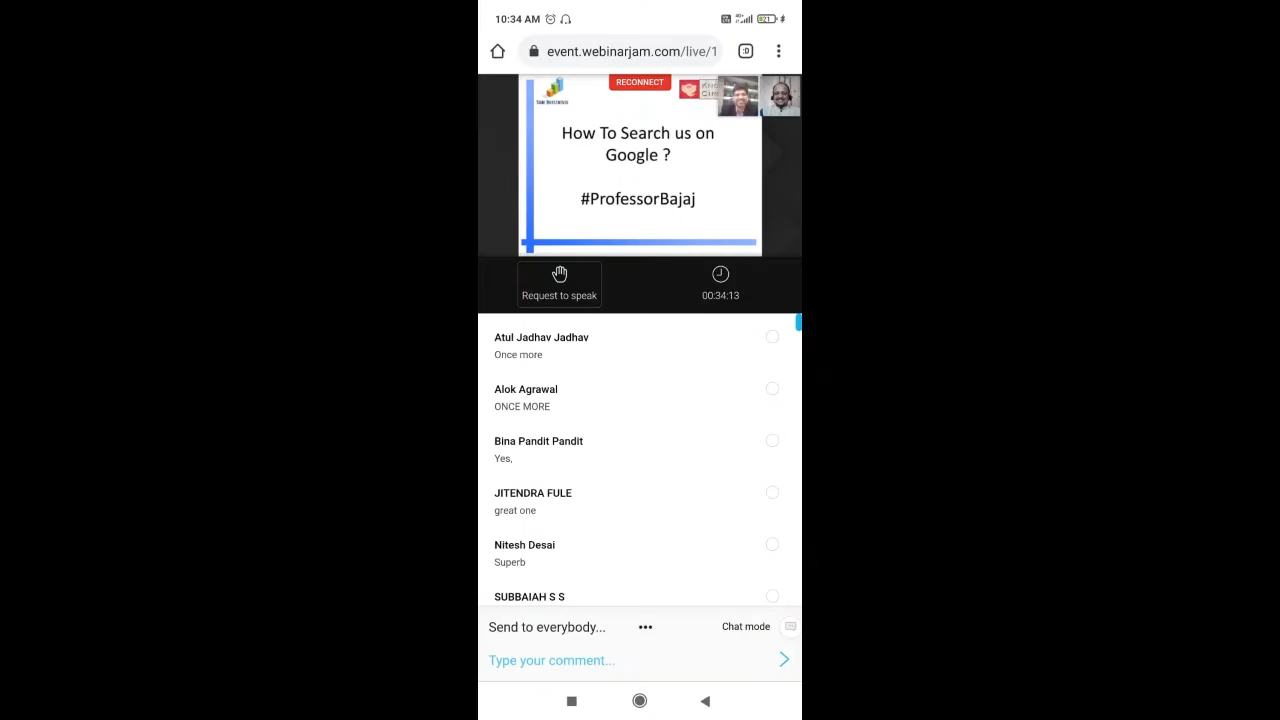 10:34 AM
4G+
21
event.webinarjam.com/live/1
:D
RECONNECT
How To Search us on
Google ?
#ProfessorBajaj
Request to speak
00:34:13
Atul Jadhav Jadhav
Once more
Alok Agrawal
ONCE MORE
Bina Pandit Pandit
Yes,
JITENDRA FULE
great one
Nitesh Desai
Superb
SUBBAIAH S S
Send to everybody...
Chat mode
Type your comment...